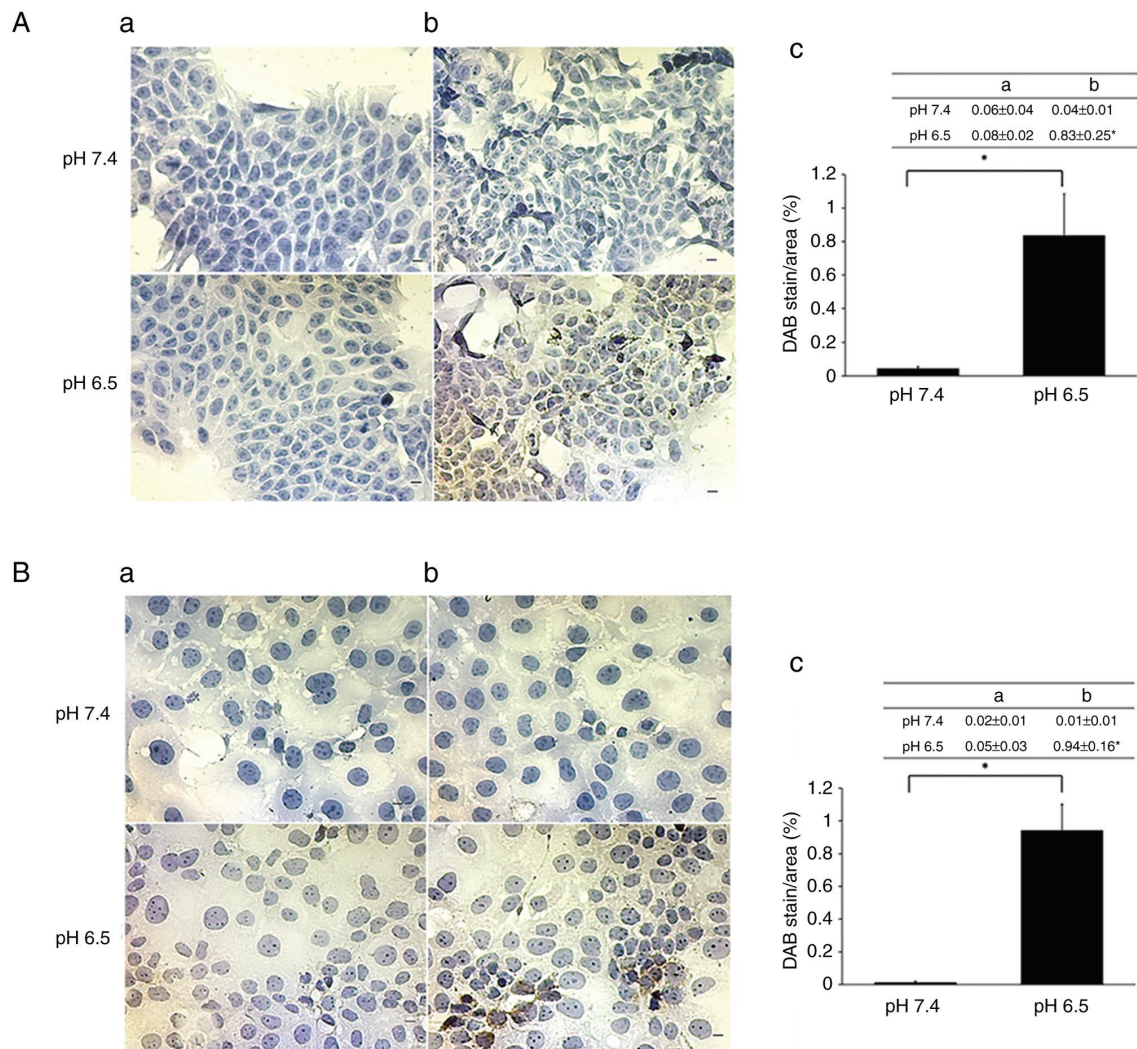 A
a
b
pH 7.4
pH 6.5
c
a b
pH 7.4 0.06±0.04 0.04±0.01
pH 6.5 0.08±0.02 0.83±0.25*
*
1.2
1
0.8
0.6
0.4
0.2
0
DAB stain/area (%)
pH 7.4 pH 6.5
B
a
b
pH 7.4
pH 6.5
c
a b
pH 7.4 0.02±0.01 0.01±0.01
pH 6.5 0.05±0.03 0.94±0.16*
*
1.2
1
0.8
0.6
0.4
0.2
0
DAB stain/area (%)
pH 7.4 pH 6.5